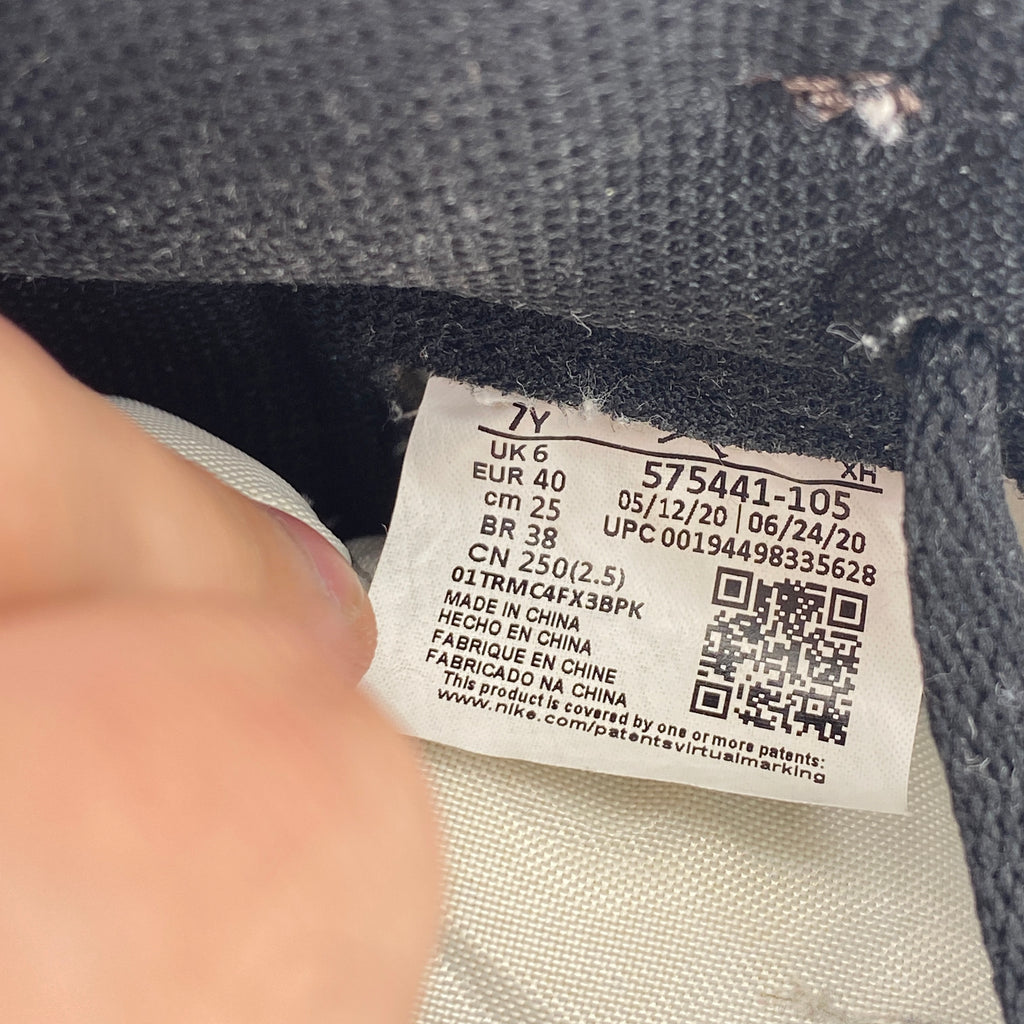 7Y
XH
UK 6
EUR 40
cm 25
BR 38
CN 250(2.5)
575441-105
05/12/20 | 06/24/20
UPC 00194498335628
01TRMC4FX3BPK
MADE IN CHINA
HECHO EN CHINA
FABRIQUE EN CHINE
FABRICADO NA CHINA
This product is covered by one or more patents:
www.nike.com/patentsvirtualmarking